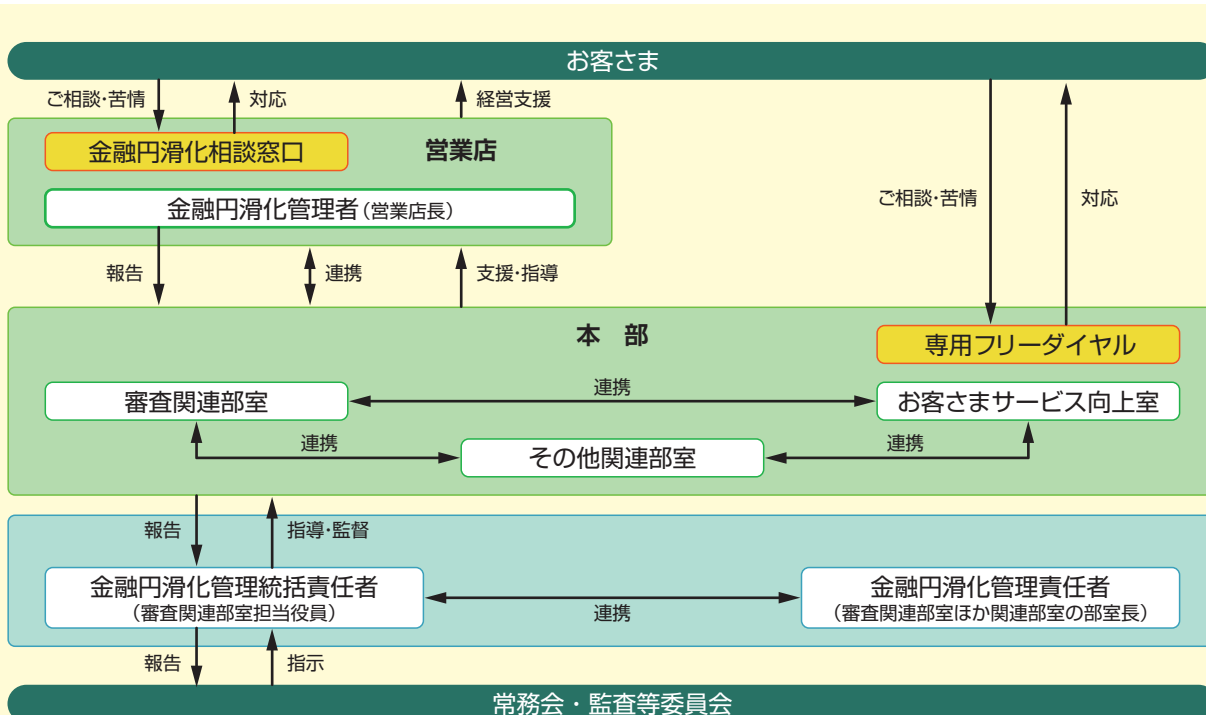 お客さま
ご相談・苦情
対応
経営支援
金融円滑化相談窓口
営業店
金融円滑化管理者(営業店長)
ご相談・苦情
対応
報告
連携
支援・指導
本 部
専用フリーダイヤル
審査関連部室
連携
お客さまサービス向上室
連携
その他関連部室
連携
報告
指導・監督
金融円滑化管理統括責任者
(審査関連部室担当役員)
連携
金融円滑化管理責任者
(審査関連部室ほか関連部室の部室長)
報告
指示
常務会・監査等委員会